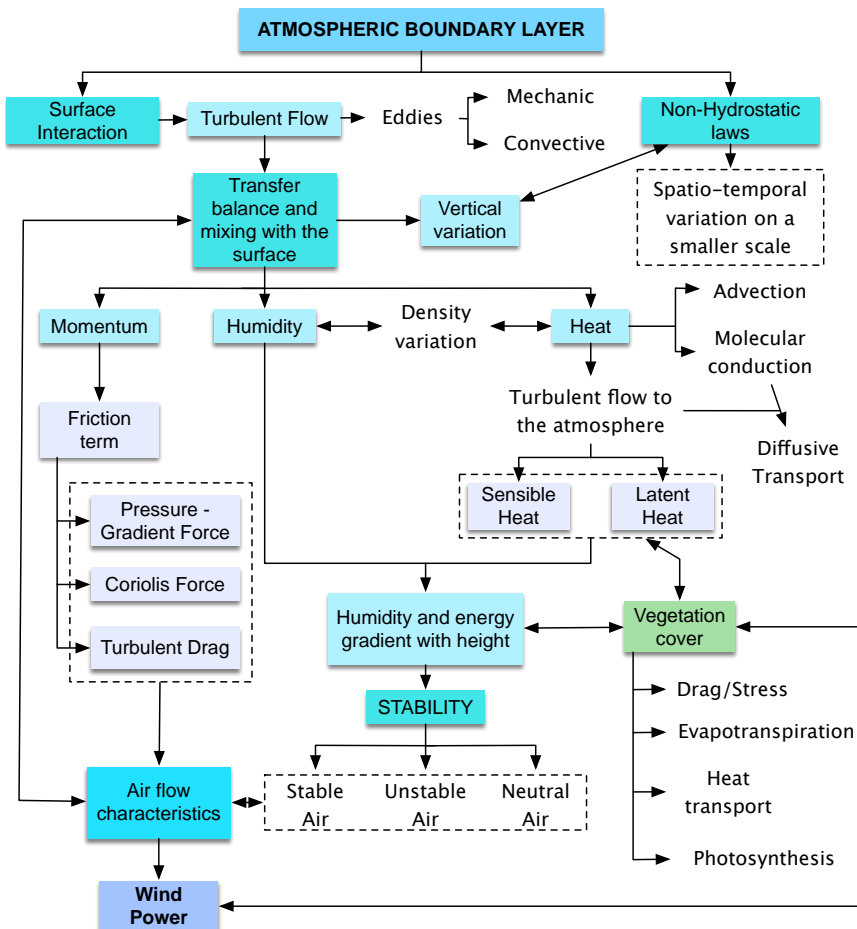 ATMOSPHERIC BOUNDARY LAYER
Surface
Interaction
Turbulent Flow
Eddies
Mechanic
Convective
Non-Hydrostatic
laws
Transfer
balance and
mixing with the
surface
Vertical
variation
Spatio-temporal
variation on a
smaller scale
Momentum
Humidity
Density
variation
Heat
Advection
Molecular
conduction
Friction
term
Turbulent flow to
the atmosphere
Diffusive
Transport
Pressure -
Gradient Force
Coriolis Force
Turbulent Drag
Sensible
Heat
Latent
Heat
Humidity and energy
gradient with height
Vegetation
cover
STABILITY
Drag/Stress
Evapotranspiration
Heat
transport
Photosynthesis
Air flow
characteristics
Stable
Air
Unstable
Air
Neutral
Air
Wind
Power